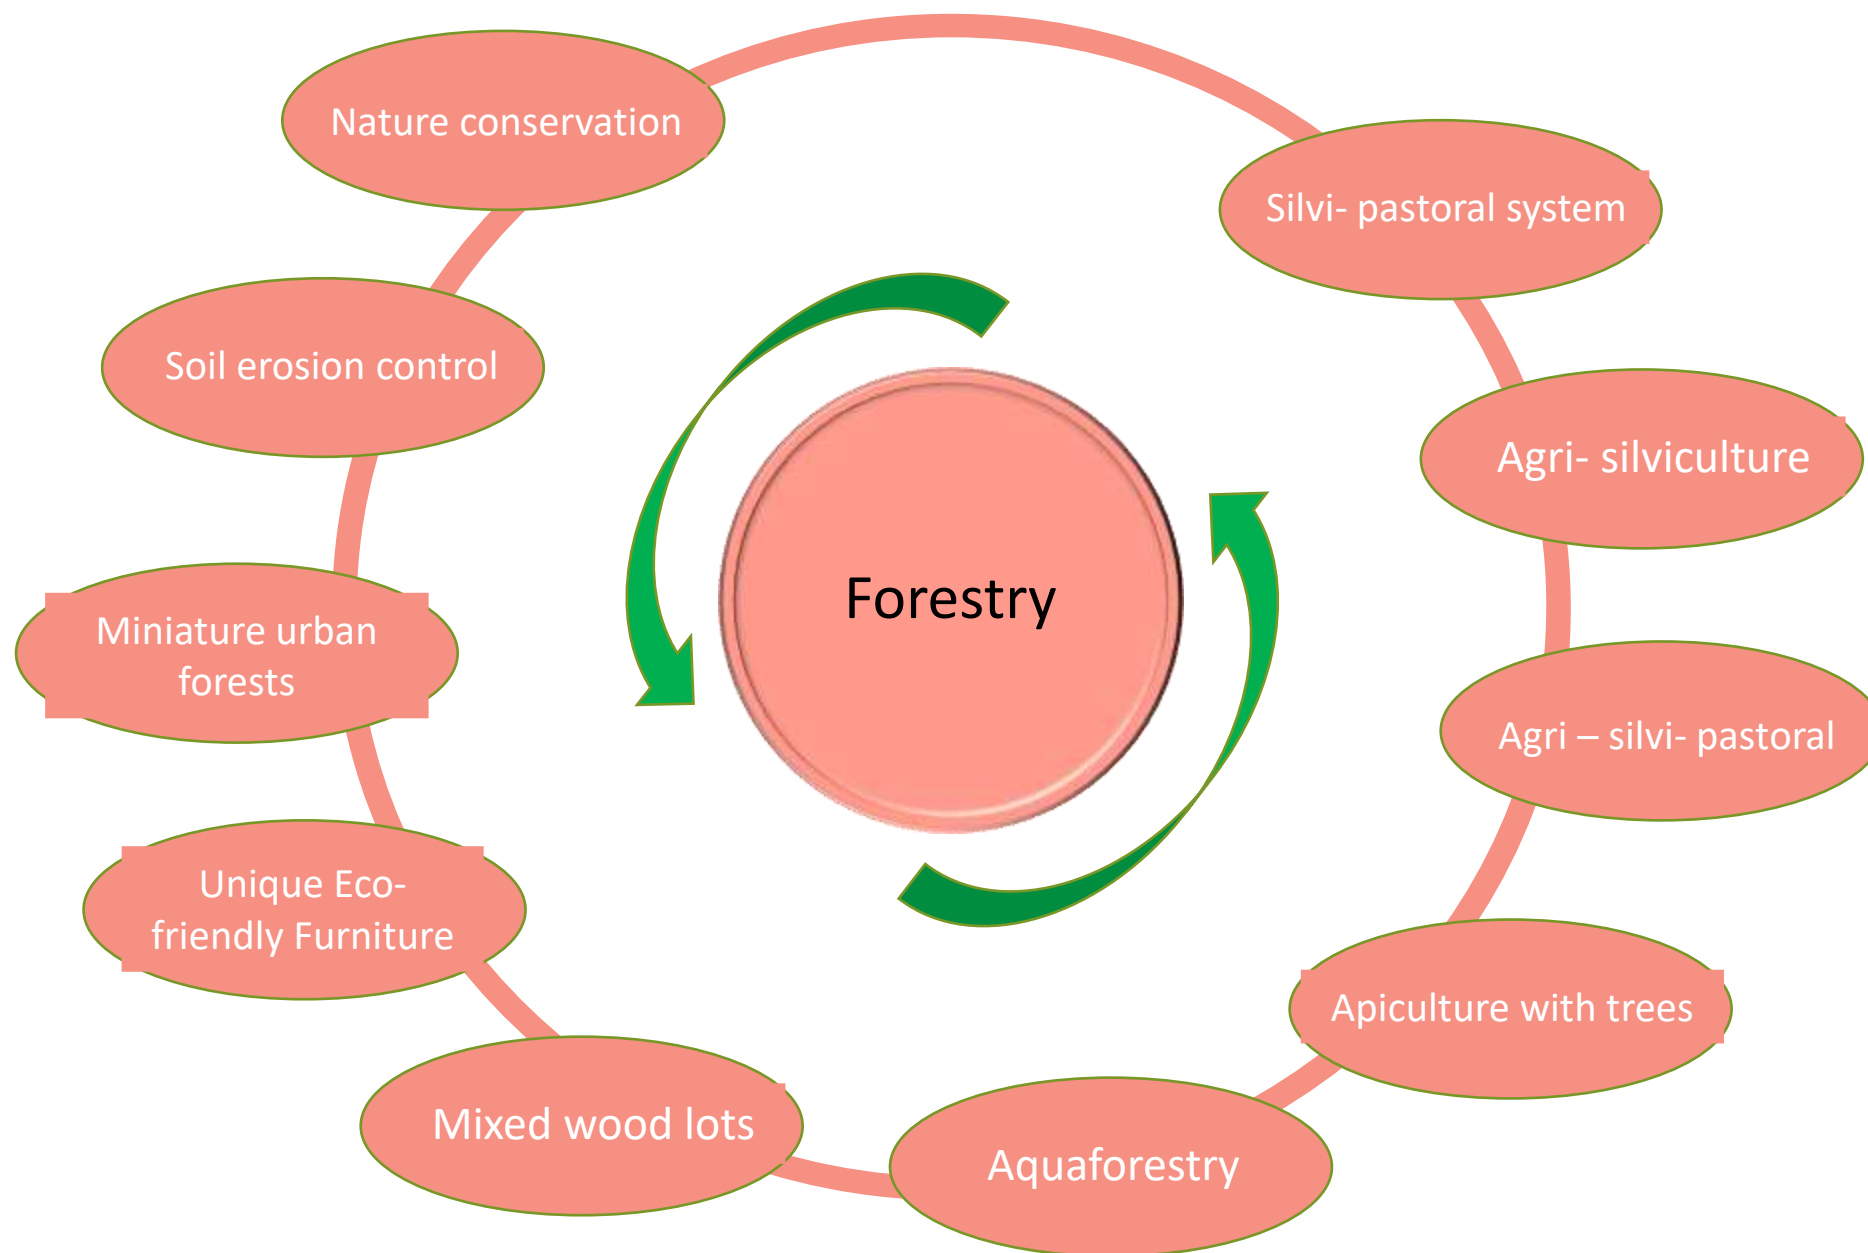 Nature conservation
Silvi- pastoral system
Soil erosion control
Agri- silviculture
Forestry
Miniature urban
forests
Agri – silvi- pastoral
Unique Eco-
friendly Furniture
Apiculture with trees
Mixed wood lots
Aquaforestry